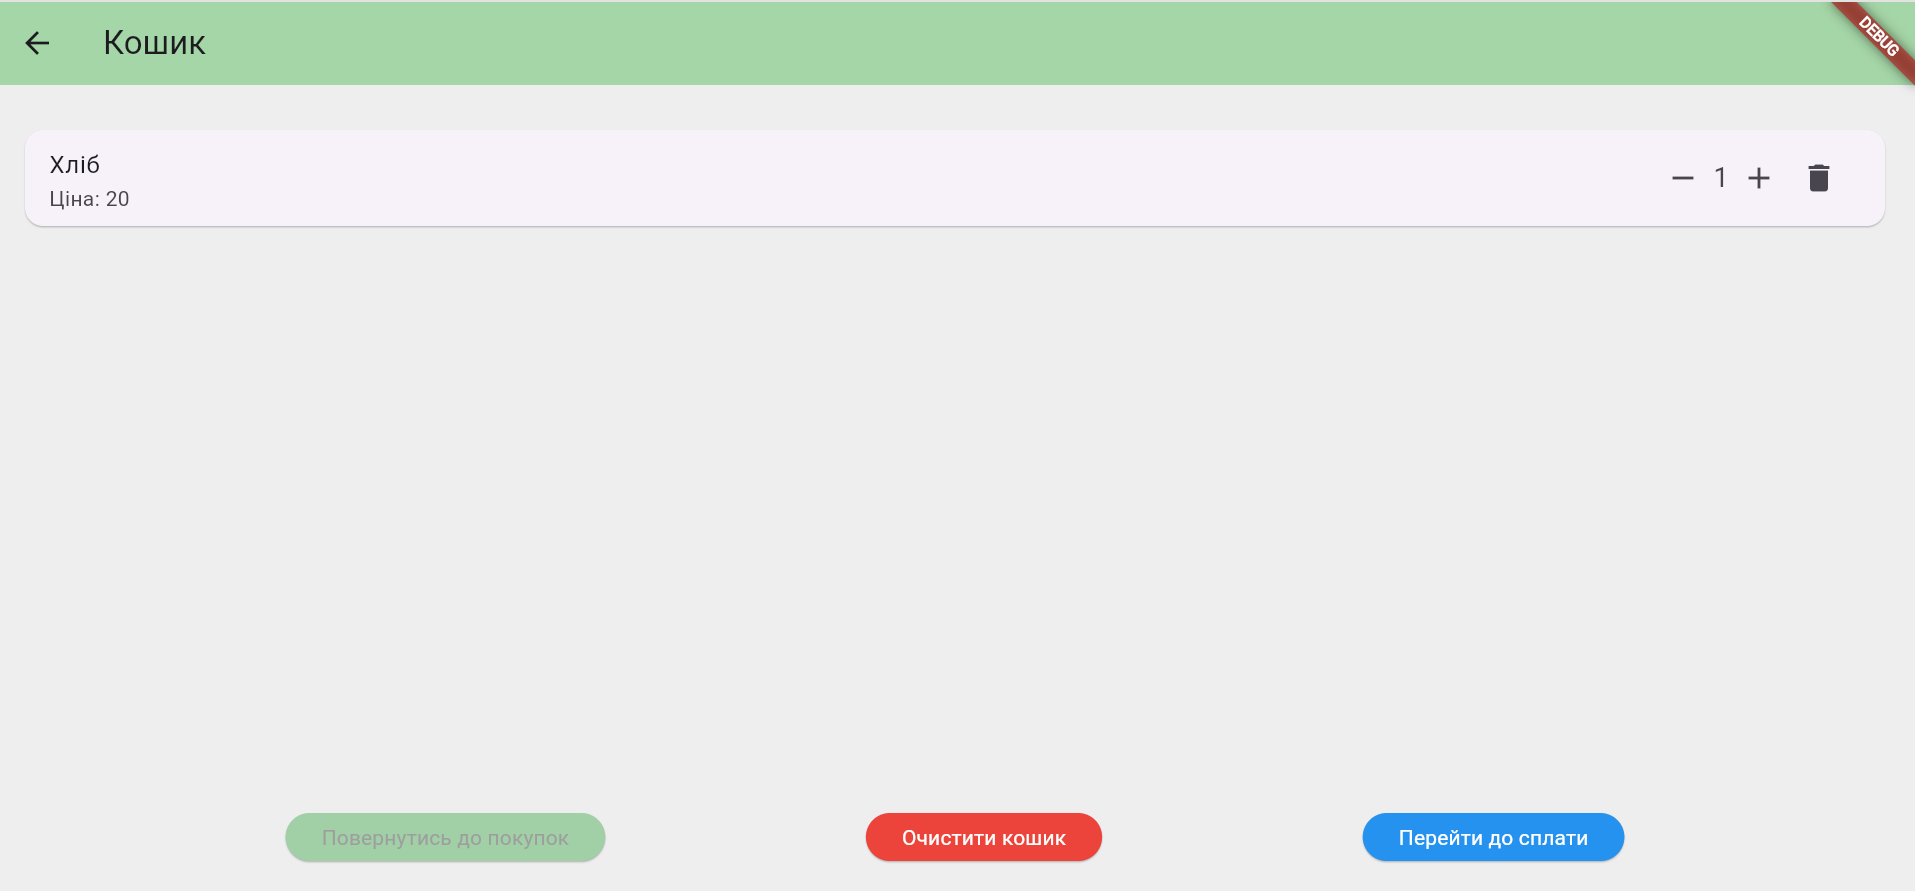 Кошик
DEBUG
Хліб
Ціна: 20
1
Повернутись до покупок
Очистити кошик
Перейти до сплати